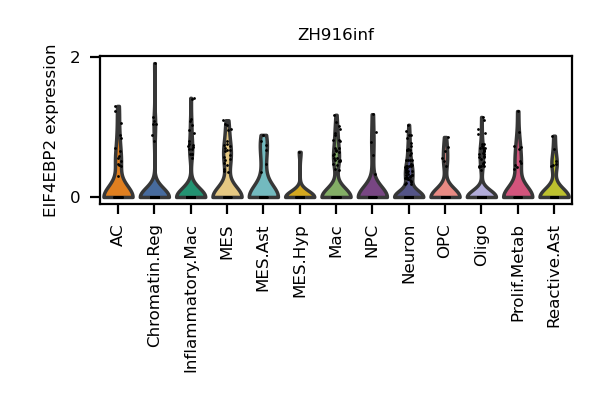 ZH916inf
EIF4EBP2 expression
2
0
AC
Chromatin.Reg
Inflammatory.Mac
MES
MES.Ast
MES.Hyp
Mac
NPC
Neuron
OPC
Oligo
Prolif.Metab
Reactive.Ast